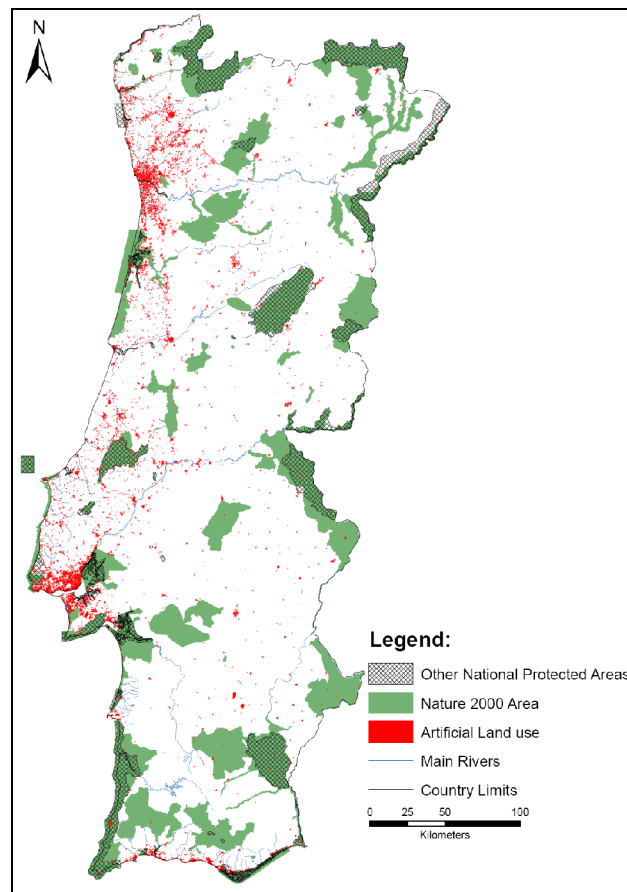 N
Legend:
Other National Protected Areas
Nature 2000 Area
Artificial Land use
Main Rivers
Country Limits
0 25 50 100
Kilometers